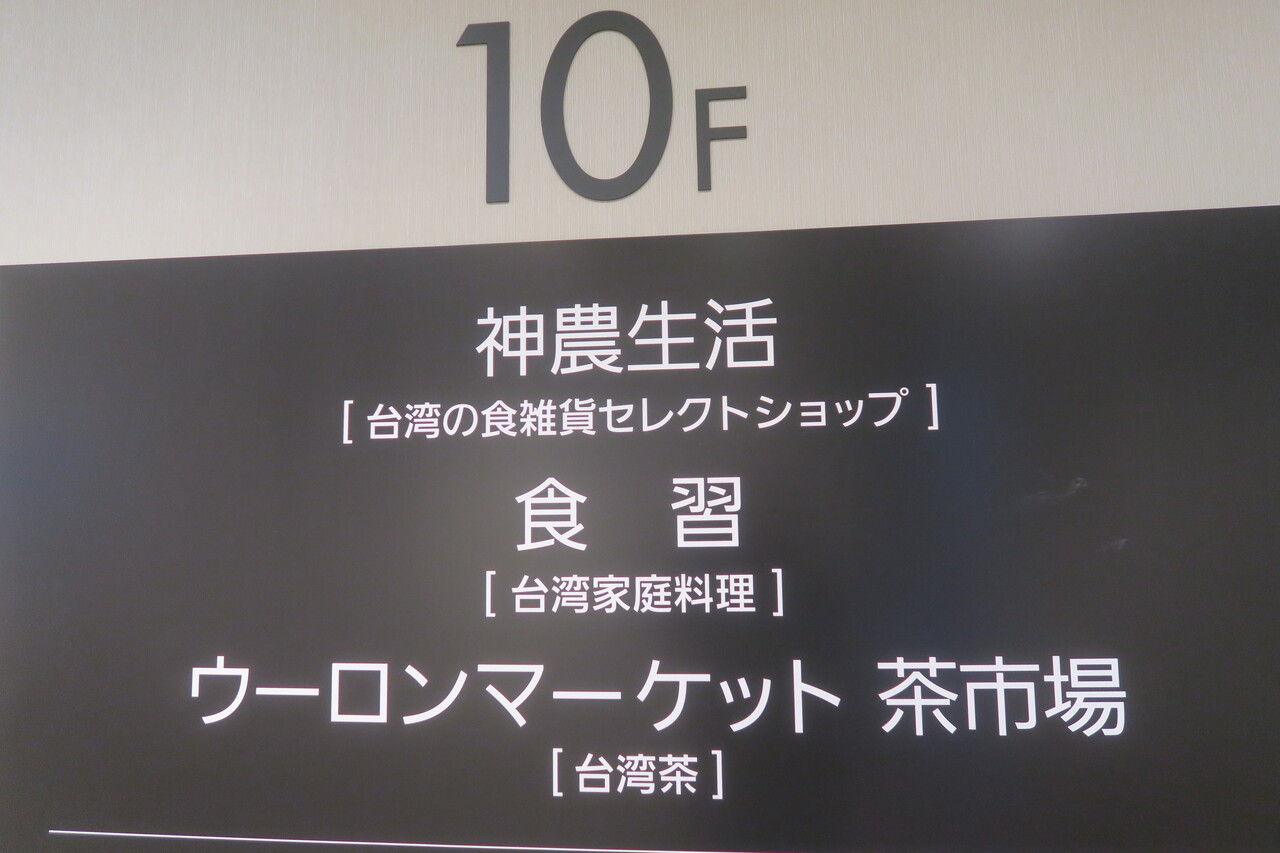 10F
神農生活
[ 台湾の食雑貨セレクトショップ ]
食　習
[ 台湾家庭料理 ]
ウーロンマーケット 茶市場
[ 台湾茶 ]